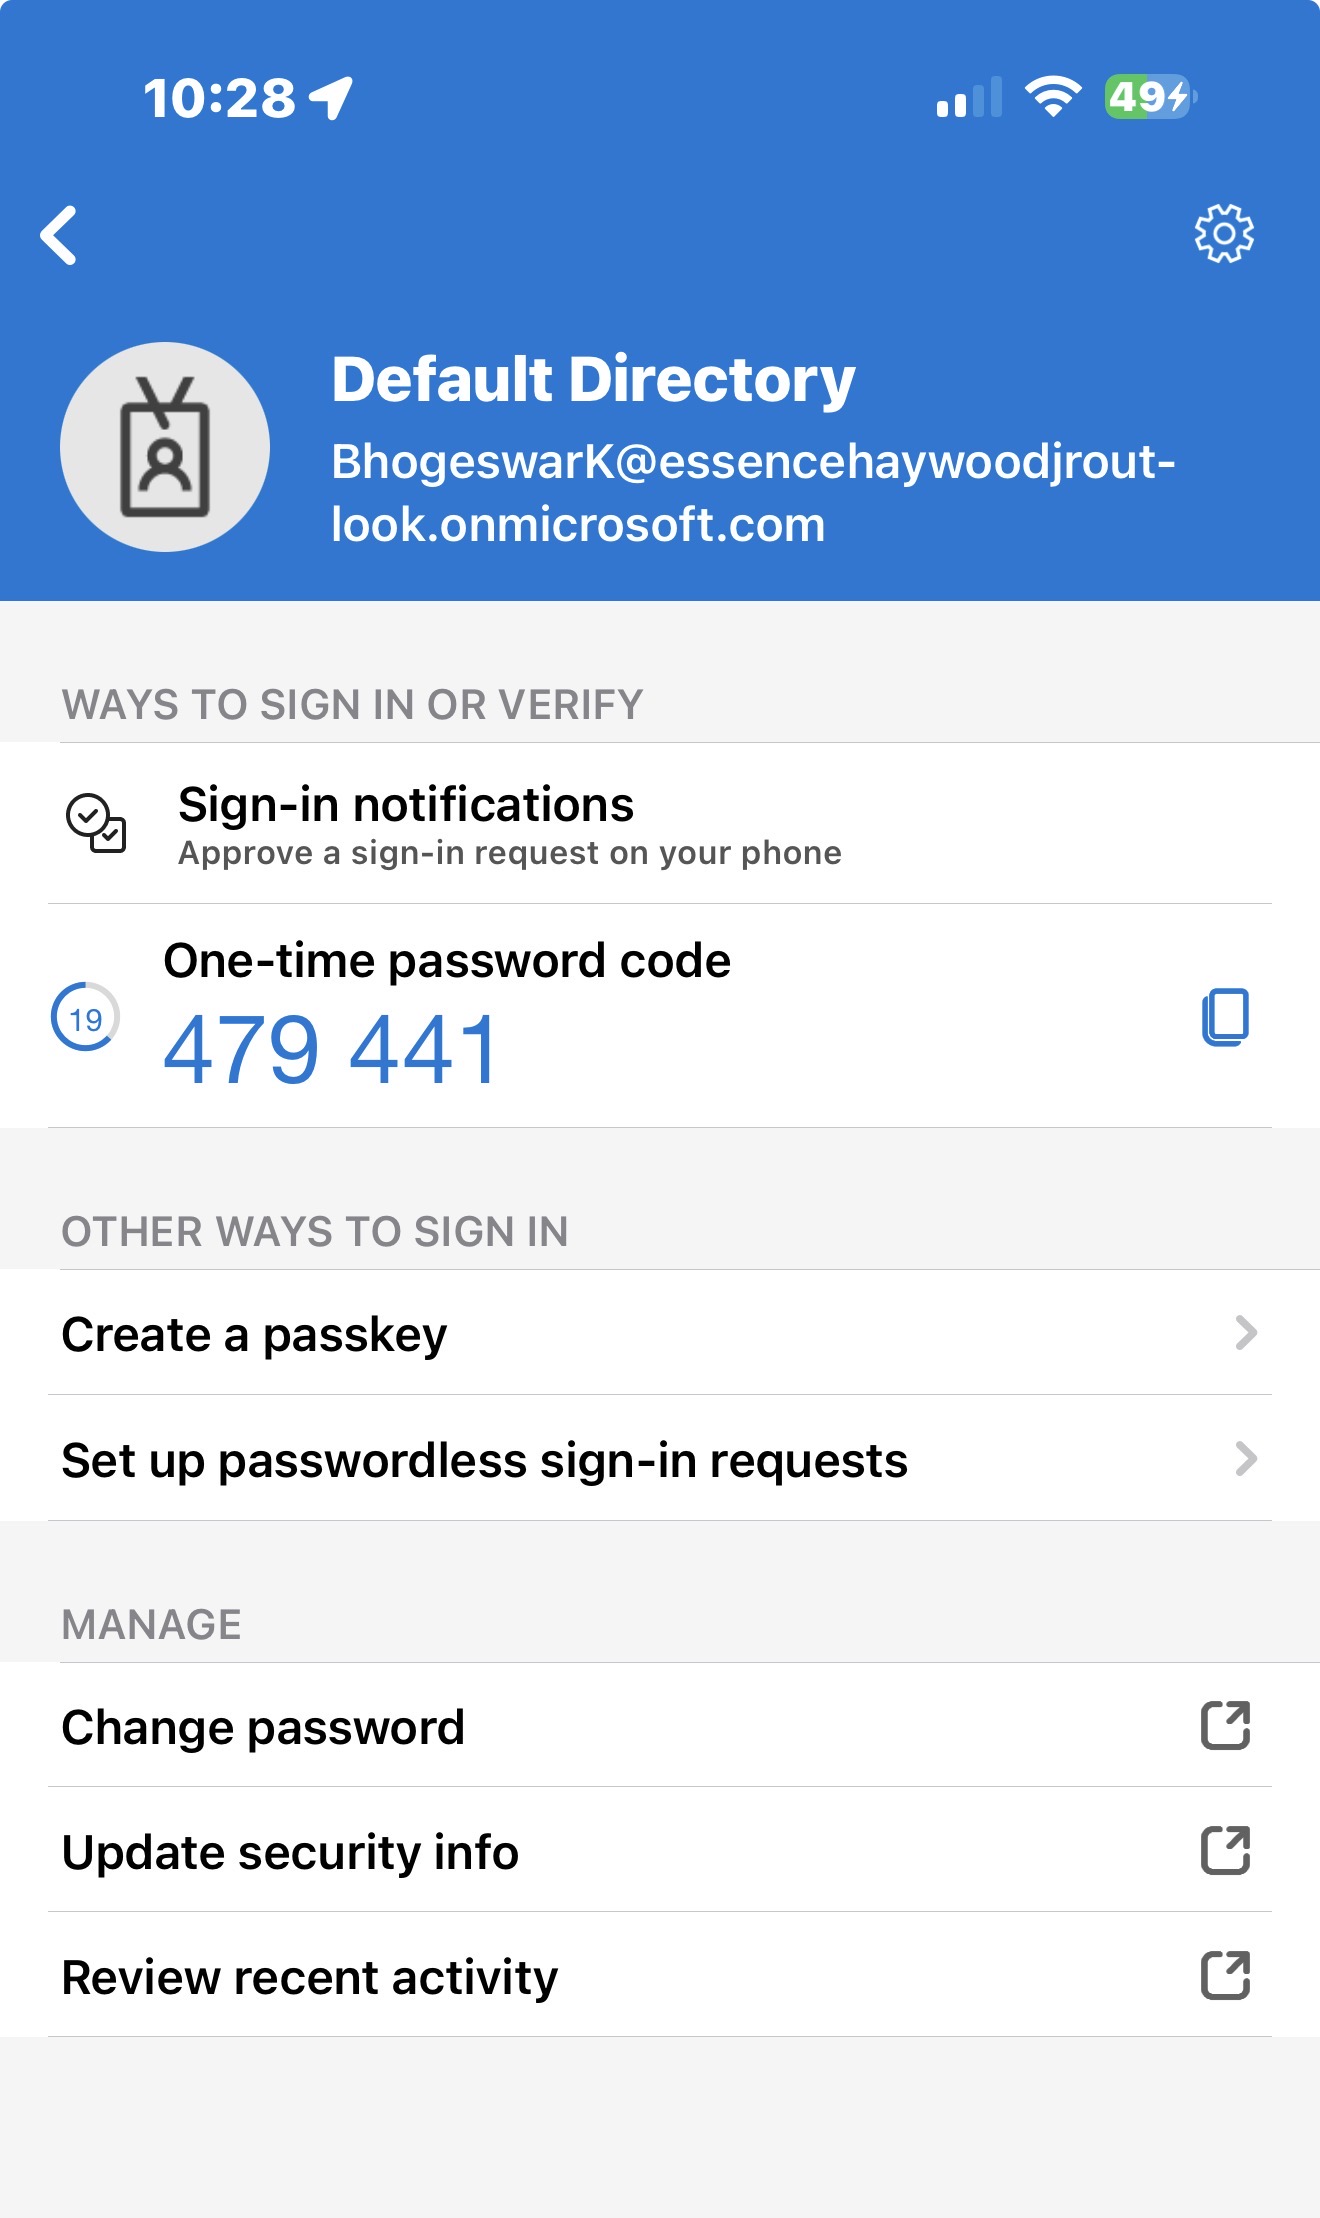 10:28
49
Default Directory
BhogeswarK@essencehaywoodjrout-
look.onmicrosoft.com
WAYS TO SIGN IN OR VERIFY
Sign-in notifications
Approve a sign-in request on your phone
One-time password code
19
479 441
OTHER WAYS TO SIGN IN
Create a passkey
Set up passwordless sign-in requests
MANAGE
Change password
Update security info
Review recent activity